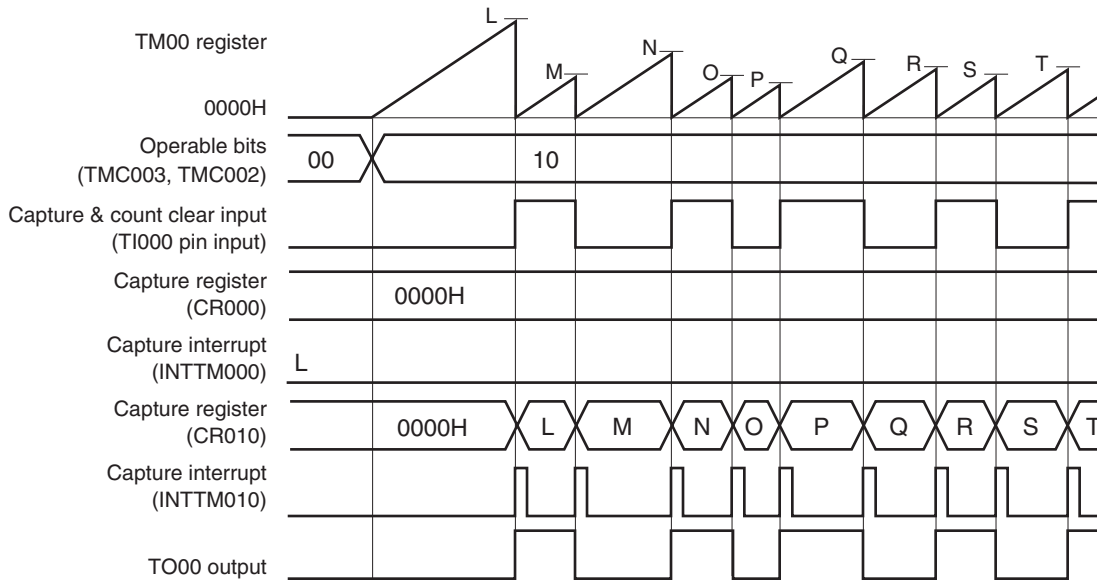 TM00 register
L
M
N
O
P
Q
R
S
T
0000H
Operable bits
(TMC003, TMC002)
00
10
Capture & count clear input
(TI000 pin input)
Capture register
(CR000)
0000H
Capture interrupt
(INTTM000)
L
Capture register
(CR010)
0000H
L
M
N
O
P
Q
R
S
T
Capture interrupt
(INTTM010)
TO00 output